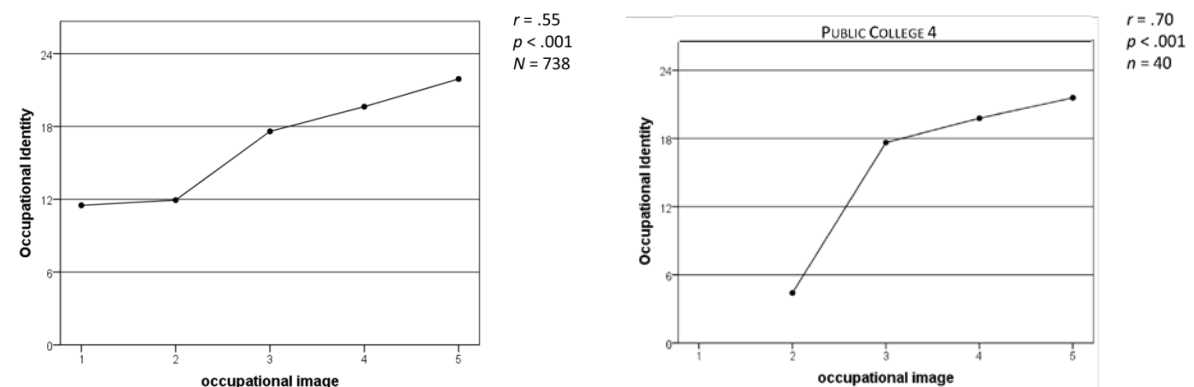 r = .55
p < .001
N = 738
24
18
12
6
0
Occupational Identity
1 2 3 4 5
occupational image
PUBLIC COLLEGE 4
r = .70
p < .001
n = 40
24
18
12
6
0
Occupational Identity
1 2 3 4 5
occupational image